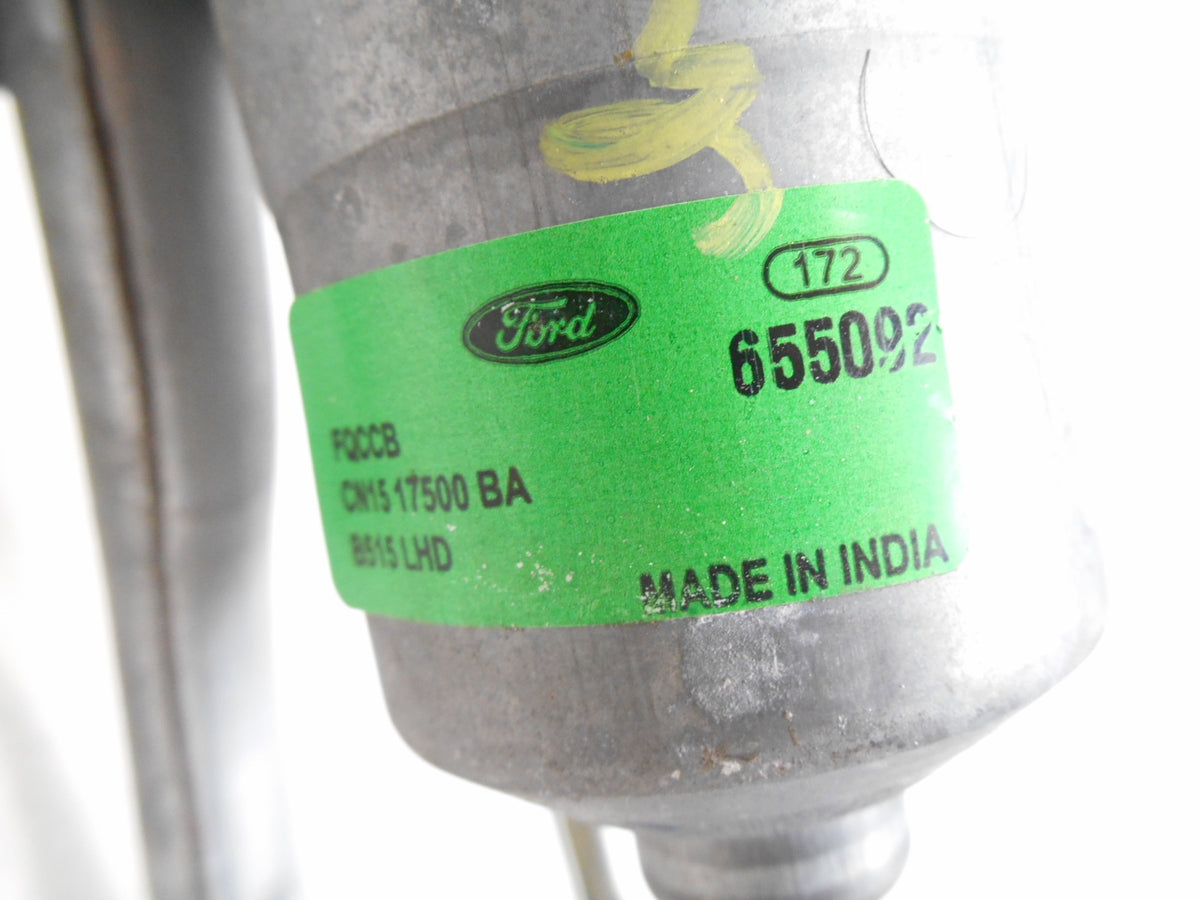 172
Ford
655092
FQCCB
CN15 17500 BA
B515 LHD
MADE IN INDIA